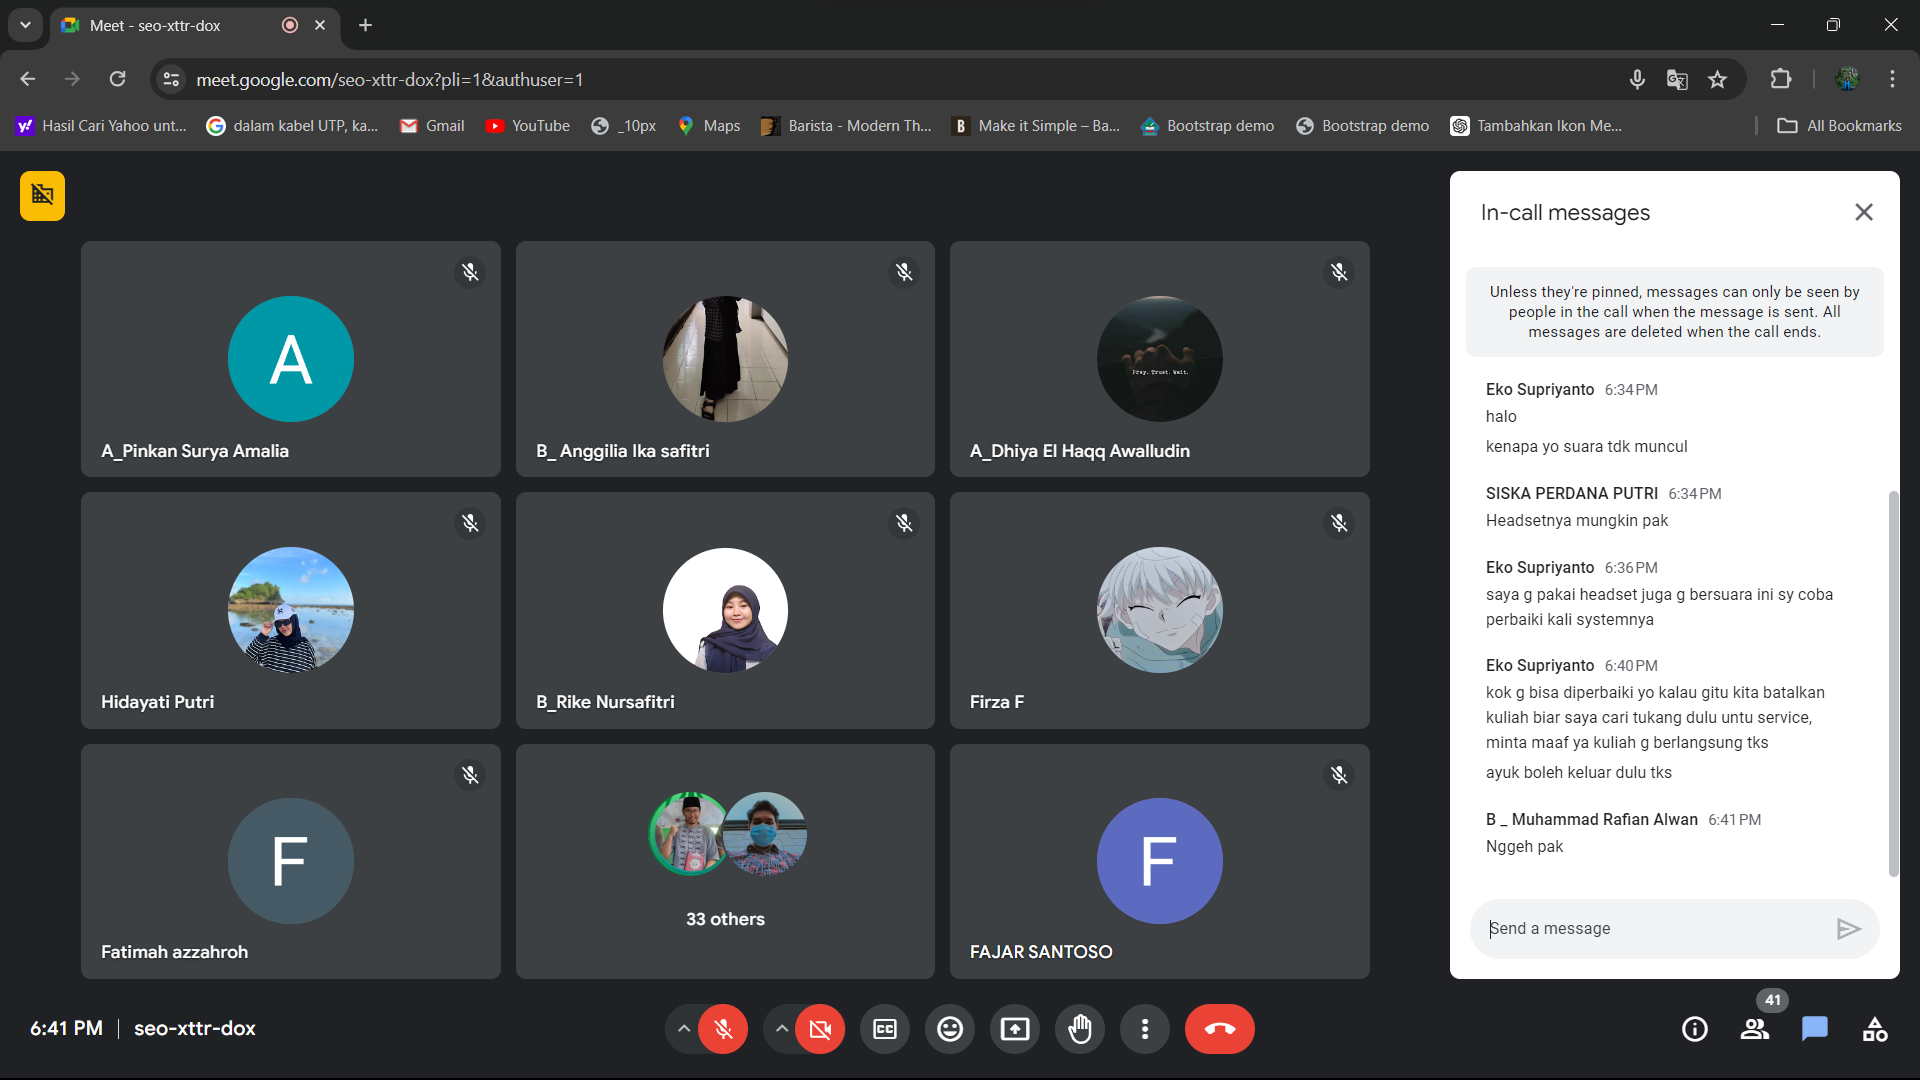 Meet - seo-xttr-dox
meet.google.com/seo-xttr-dox?pli=1&authuser=1
Hasil Cari Yahoo unt...
dalam kabel UTP, ka...
Gmail
YouTube
_10px
Maps
Barista - Modern Th...
B
Make it Simple – Ba...
Bootstrap demo
Bootstrap demo
Tambahkan Ikon Me...
All Bookmarks
A
A_Pinkan Surya Amalia
B_ Anggilia Ika safitri
Pray. Trust. Wait.
A_Dhiya El Haqq Awalludin
Hidayati Putri
B_Rike Nursafitri
Firza F
F
Fatimah azzahroh
33 others
F
FAJAR SANTOSO
In-call messages
Unless they're pinned, messages can only be seen by
people in the call when the message is sent. All
messages are deleted when the call ends.
Eko Supriyanto 6:34 PM
halo
kenapa yo suara tdk muncul
SISKA PERDANA PUTRI 6:34 PM
Headsetnya mungkin pak
Eko Supriyanto 6:36 PM
saya g pakai headset juga g bersuara ini sy coba
perbaiki kali systemnya
Eko Supriyanto 6:40 PM
kok g bisa diperbaiki yo kalau gitu kita batalkan
kuliah biar saya cari tukang dulu untu service,
minta maaf ya kuliah g berlangsung tks
ayuk boleh keluar dulu tks
B _ Muhammad Rafian Alwan 6:41 PM
Nggeh pak
Send a message
6:41 PM | seo-xttr-dox
CC
41